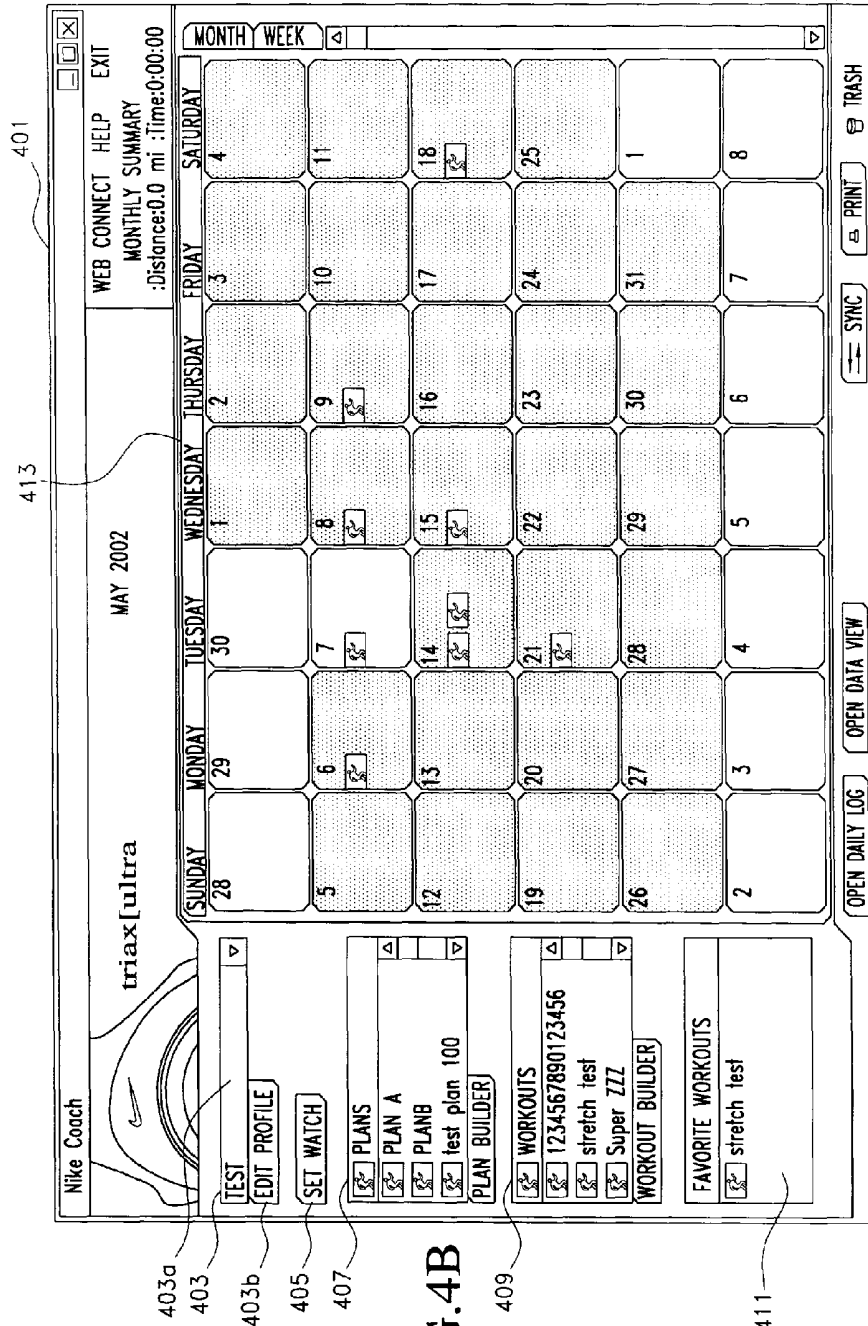 401
413
Nike Coach
triax[ultra
MAY 2002
WEB CONNECT HELP EXIT
MONTHLY SUMMARY
:Distance:0.0 mi :Time:0:00:00
403a
403
403b
405
407
409
411
TEST
EDIT PROFILE
SET WATCH
PLANS
PLAN A
PLANB
test plan 100
PLAN BUILDER
WORKOUTS
1234567890123456
stretch test
Super ZZZ
WORKOUT BUILDER
FAVORITE WORKOUTS
stretch test
SUNDAY MONDAY TUESDAY WEDNESDAY THURSDAY FRIDAY SATURDAY
28 29 30 1 2 3 4
5 6 7 8 9 10 11
12 13 14 15 16 17 18
19 20 21 22 23 24 25
26 27 28 29 30 31 1
2 3 4 5 6 7 8
MONTH WEEK
OPEN DAILY LOG OPEN DATA VIEW SYNC PRINT TRASH
.4B